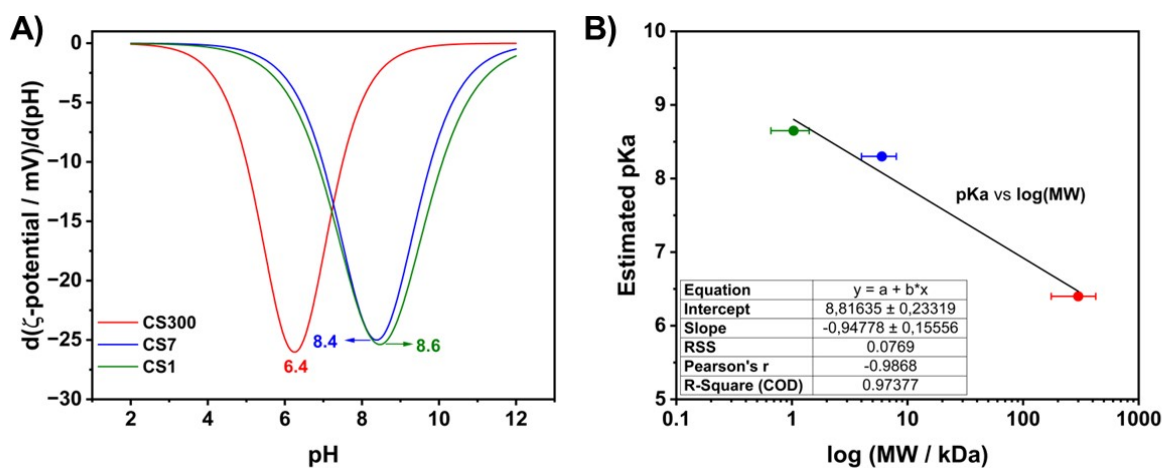 A)
d(ζ-potential / mV)/d(pH)
0
−5
−10
−15
−20
−25
−30
CS300
CS7
CS1
8.4
8.6
6.4
2
4
6
8
10
12
pH
B)
Estimated pKa
10
9
8
7
6
5
pKa vs log(MW)
Equation y = a + b*x
Intercept 8,81635 ± 0,23319
Slope -0,94778 ± 0,15556
RSS 0.0769
Pearson's r -0.9868
R-Square (COD) 0.97377
0.1
1
10
100
1000
log (MW / kDa)